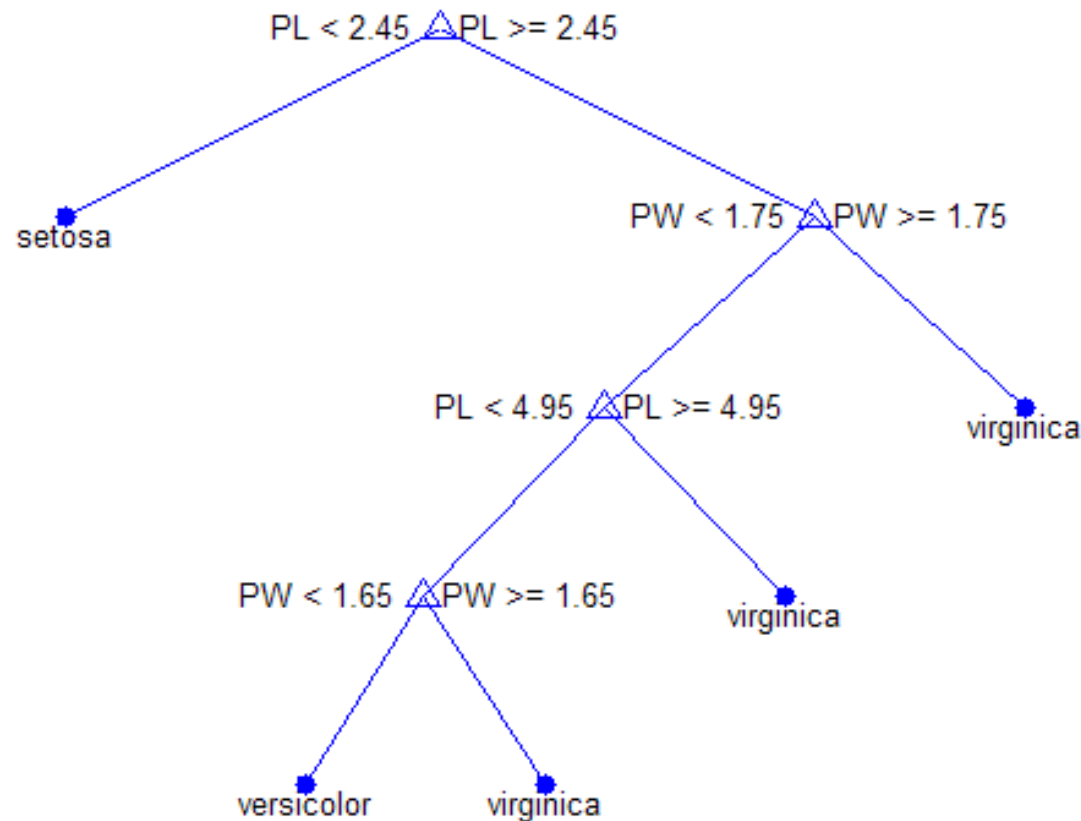 PL < 2.45 PL >= 2.45
setosa
PW < 1.75 PW >= 1.75
PL < 4.95 PL >= 4.95
virginica
PW < 1.65 PW >= 1.65
virginica
versicolor
virginica